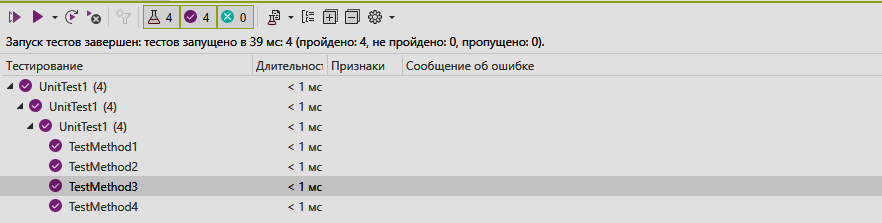 4 4 0
Запуск тестов завершен: тестов запущено в 39 мс: 4 (пройдено: 4, не пройдено: 0, пропущено: 0).
Тестирование Длительност Признаки Сообщение об ошибке
UnitTest1 (4) < 1 мс
UnitTest1 (4) < 1 мс
UnitTest1 (4) < 1 мс
TestMethod1 < 1 мс
TestMethod2 < 1 мс
TestMethod3 < 1 мс
TestMethod4 < 1 мс